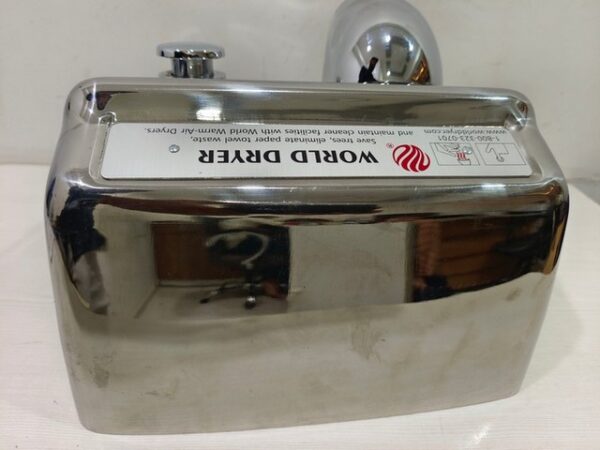 WORLD DRYER®
Save trees, eliminate paper towel waste,
and maintain cleaner facilities with World Warm-Air Dryers.
1-800-323-0701
www.worlddryer.com